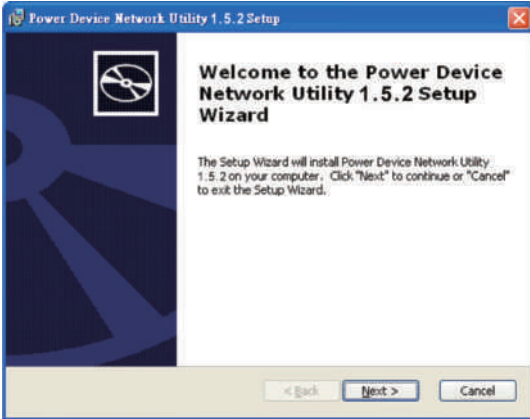 Power Device Network Utility 1.5.2 Setup
Welcome to the Power Device
Network Utility 1.5.2 Setup
Wizard
The Setup Wizard will install Power Device Network Utility
1.5.2 on your computer. Click "Next" to continue or "Cancel"
to exit the Setup Wizard.
< Back Next > Cancel